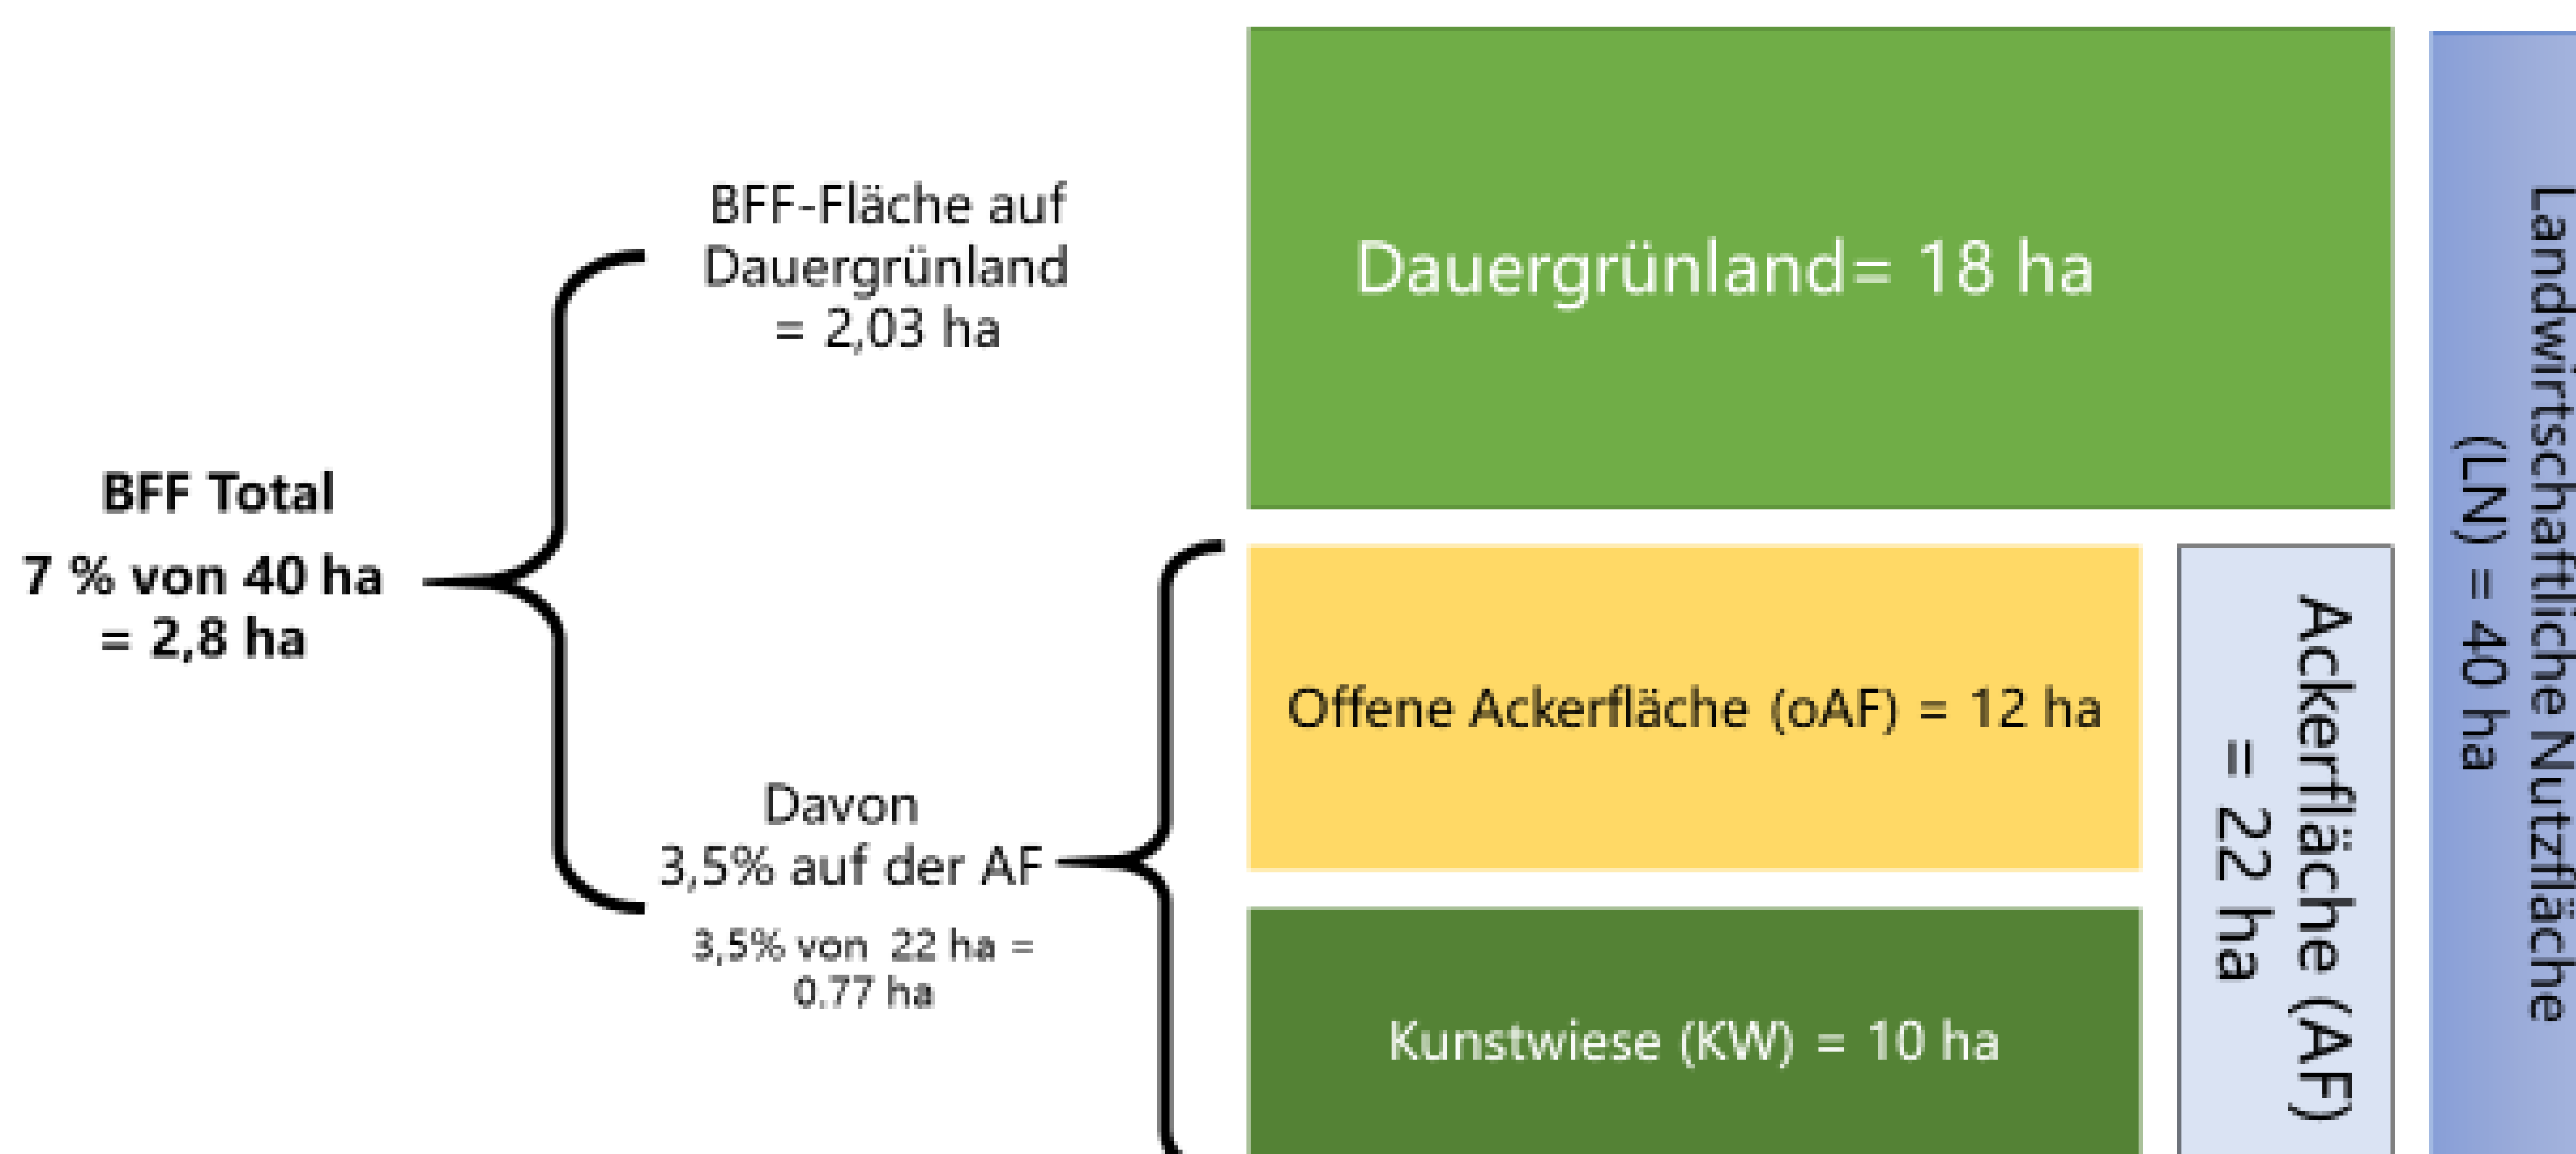 BFF Total
7 % von 40 ha
= 2,8 ha
BFF-Fläche auf
Dauergrünland
= 2,03 ha
Davon
3,5% auf der AF
3,5% von 22 ha =
0.77 ha
Dauergrünland= 18 ha
Offene Ackerfläche (oAF) = 12 ha
Kunstwiese (KW) = 10 ha
Ackerfläche (AF)
= 22 ha
Landwirtschaftliche Nutzfläche
(LN) = 40 ha